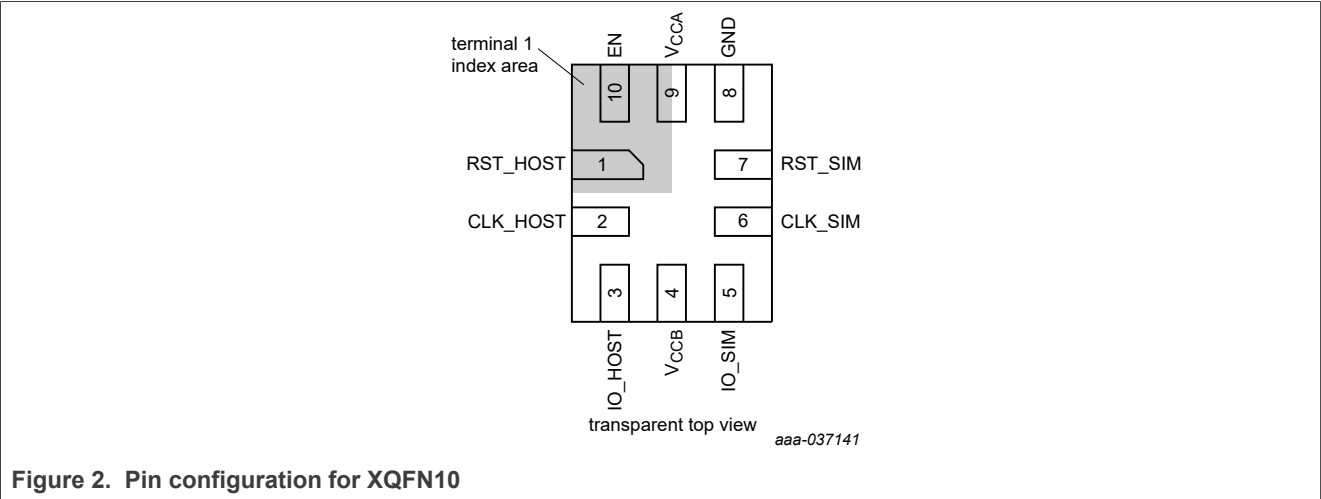 terminal 1
index area
EN
VCCA
GND
10
9
8
RST_HOST
1
7
RST_SIM
CLK_HOST
2
6
CLK_SIM
3
4
5
IO_HOST
VCCB
IO_SIM
transparent top view
aaa-037141
Figure 2. Pin configuration for XQFN10